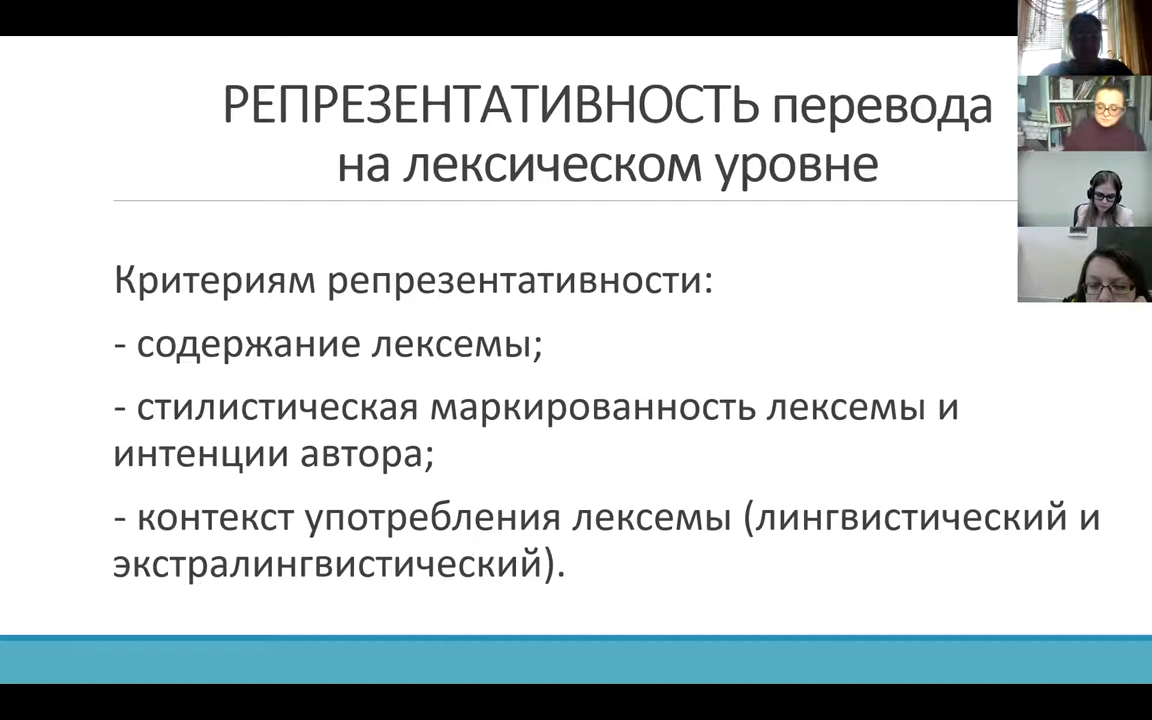 РЕПРЕЗЕНТАТИВНОСТЬ перевода
на лексическом уровне
Критериям репрезентативности:
- содержание лексемы;
- стилистическая маркированность лексемы и
интенции автора;
- контекст употребления лексемы (лингвистический и
экстралингвистический).